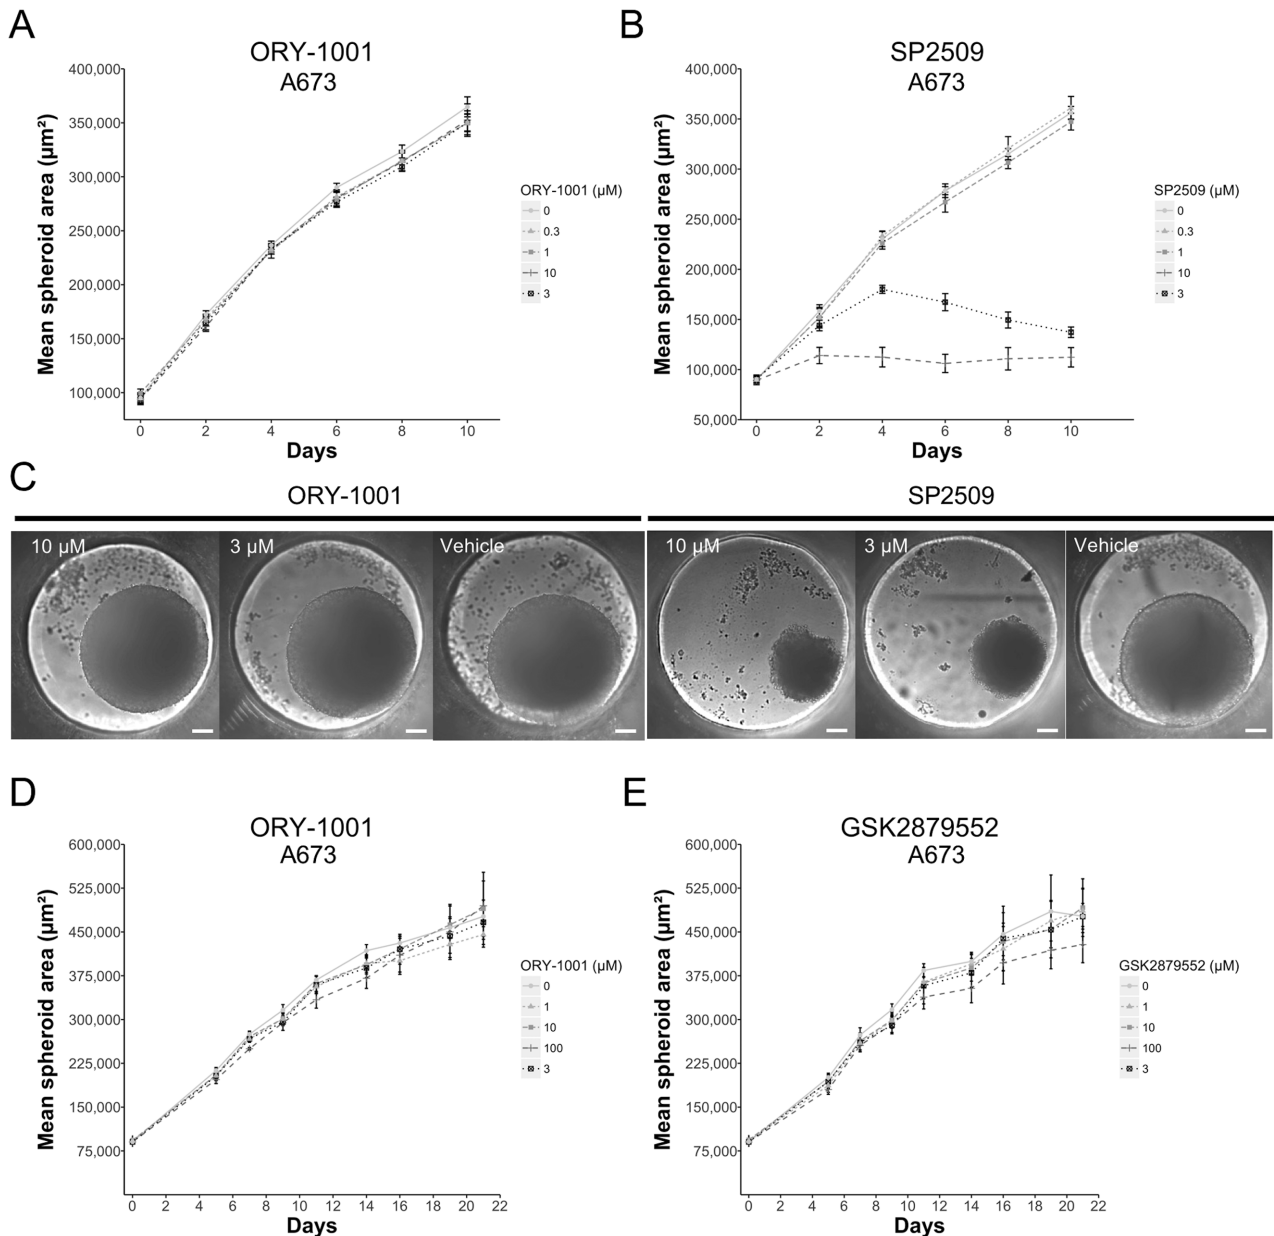 A
ORY-1001
A673
400,000
350,000
300,000
250,000
200,000
150,000
100,000
Mean spheroid area (µm²)
0 2 4 6 8 10
Days
ORY-1001 (µM)
0
0.3
1
10
3
B
SP2509
A673
400,000
350,000
300,000
250,000
200,000
150,000
100,000
50,000
Mean spheroid area (µm²)
0 2 4 6 8 10
Days
SP2509 (µM)
0
0.3
1
10
3
C
ORY-1001
10 µM
3 µM
Vehicle
SP2509
10 µM
3 µM
Vehicle
D
ORY-1001
A673
600,000
525,000
450,000
375,000
300,000
225,000
150,000
75,000
Mean spheroid area (µm²)
0 2 4 6 8 10 12 14 16 18 20 22
Days
ORY-1001 (µM)
0
1
10
100
3
E
GSK2879552
A673
600,000
525,000
450,000
375,000
300,000
225,000
150,000
75,000
Mean spheroid area (µm²)
0 2 4 6 8 10 12 14 16 18 20 22
Days
GSK2879552 (µM)
0
1
10
100
3